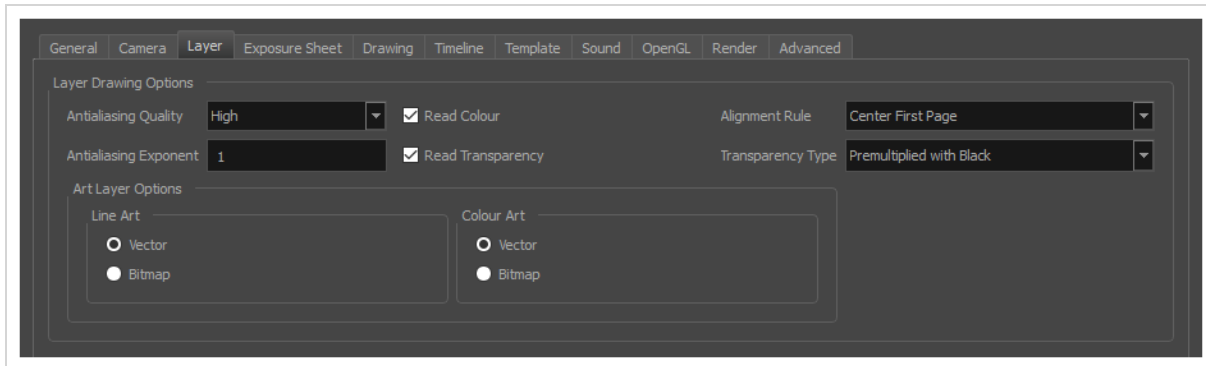 General Camera Layer Exposure Sheet Drawing Timeline Template Sound OpenGL Render Advanced
Layer Drawing Options
Antialiasing Quality High Read Colour Alignment Rule Center First Page
Antialiasing Exponent 1 Read Transparency Transparency Type Premultiplied with Black
Art Layer Options
Line Art Colour Art
Vector Vector
Bitmap Bitmap